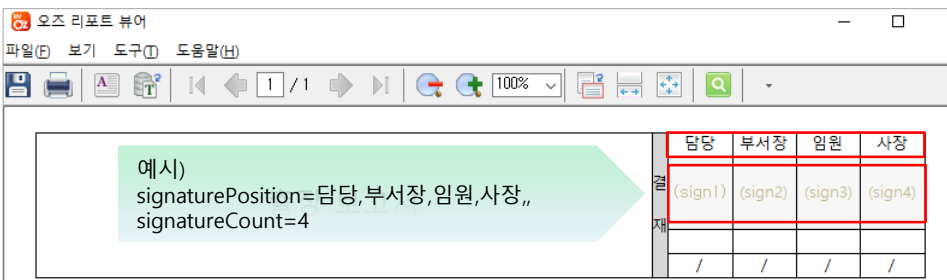 오즈 리포트 뷰어
파일(F) 보기 도구(T) 도움말(H)
1 / 1 100%
담당 부서장 임원 사장
예시)
signaturePosition=담당,부서장,임원,사장,,
signatureCount=4
결
(sign1) (sign2) (sign3) (sign4)
재
/ / / /